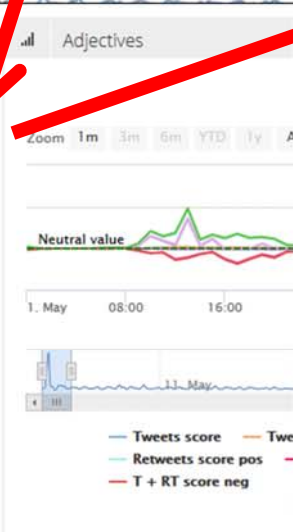 Adjectives
Zoom 1m 3m 6m YTD 1y A
Neutral value
1. May 08:00 16:00
11. May
Tweets score Twe
Retweets score pos
T + RT score neg